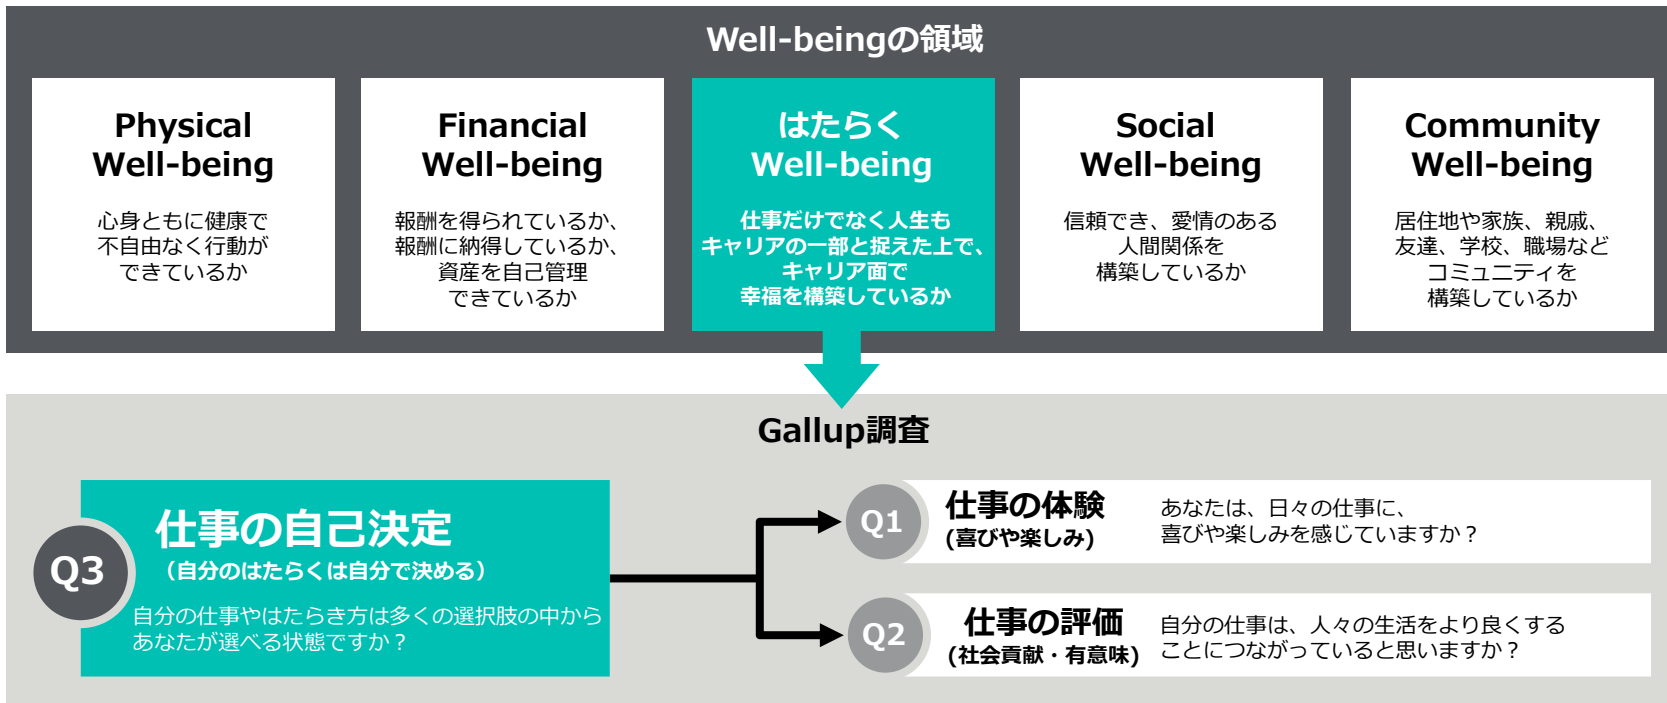 Well-beingの領域
Physical
Well-being
心身ともに健康で
不自由なく行動が
できているか
Financial
Well-being
報酬を得られているか、
報酬に納得しているか、
資産を自己管理
できているか
はたらく
Well-being
仕事だけでなく人生も
キャリアの一部と捉えた上で、
キャリア面で
幸福を構築しているか
Social
Well-being
信頼でき、愛情のある
人間関係を
構築しているか
Community
Well-being
居住地や家族、親戚、
友達、学校、職場など
コミュニティを
構築しているか
Gallup調査
Q3
仕事の自己決定
（自分のはたらくは自分で決める）
自分の仕事やはたらき方は多くの選択肢の中から
あなたが選べる状態ですか？
Q1
仕事の体験
(喜びや楽しみ)
あなたは、日々の仕事に、
喜びや楽しみを感じていますか？
Q2
仕事の評価
(社会貢献・有意味)
自分の仕事は、人々の生活をより良くする
ことにつながっていると思いますか？